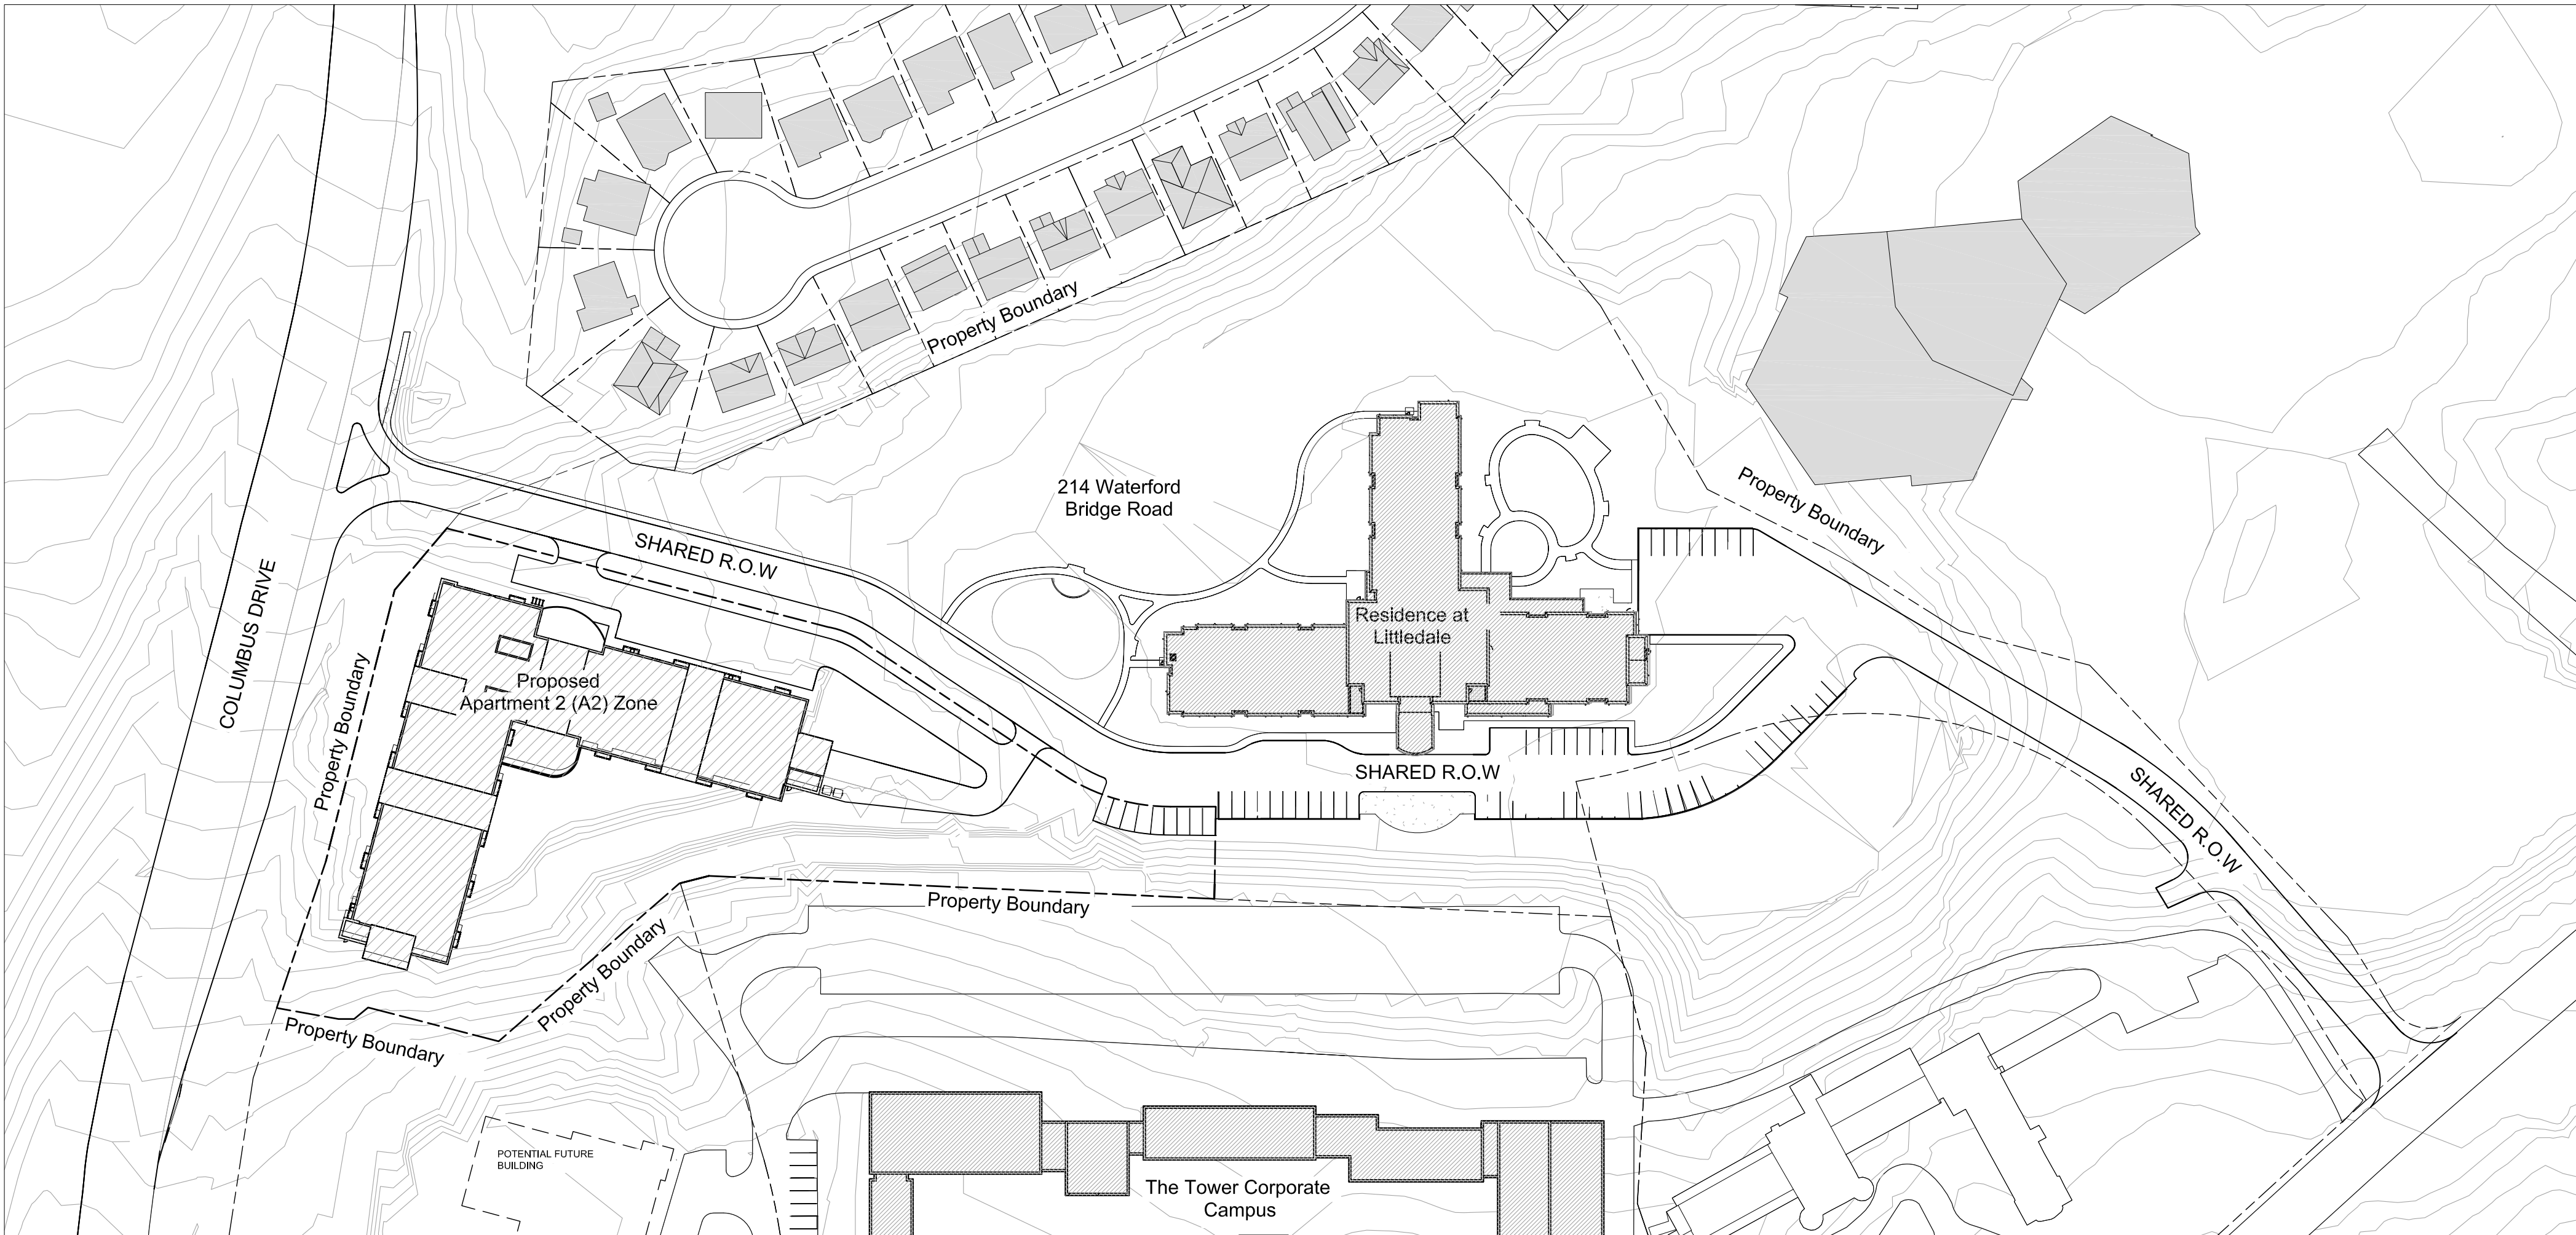 Property Boundary
214 Waterford
Bridge Road
Property Boundary
SHARED R.O.W
COLUMBUS DRIVE
Residence at
Littledale
Proposed
Apartment 2 (A2) Zone
Property Boundary
SHARED R.O.W
SHARED R.O.W
Property Boundary
Property Boundary
Property Boundary
POTENTIAL FUTURE
BUILDING
The Tower Corporate
Campus